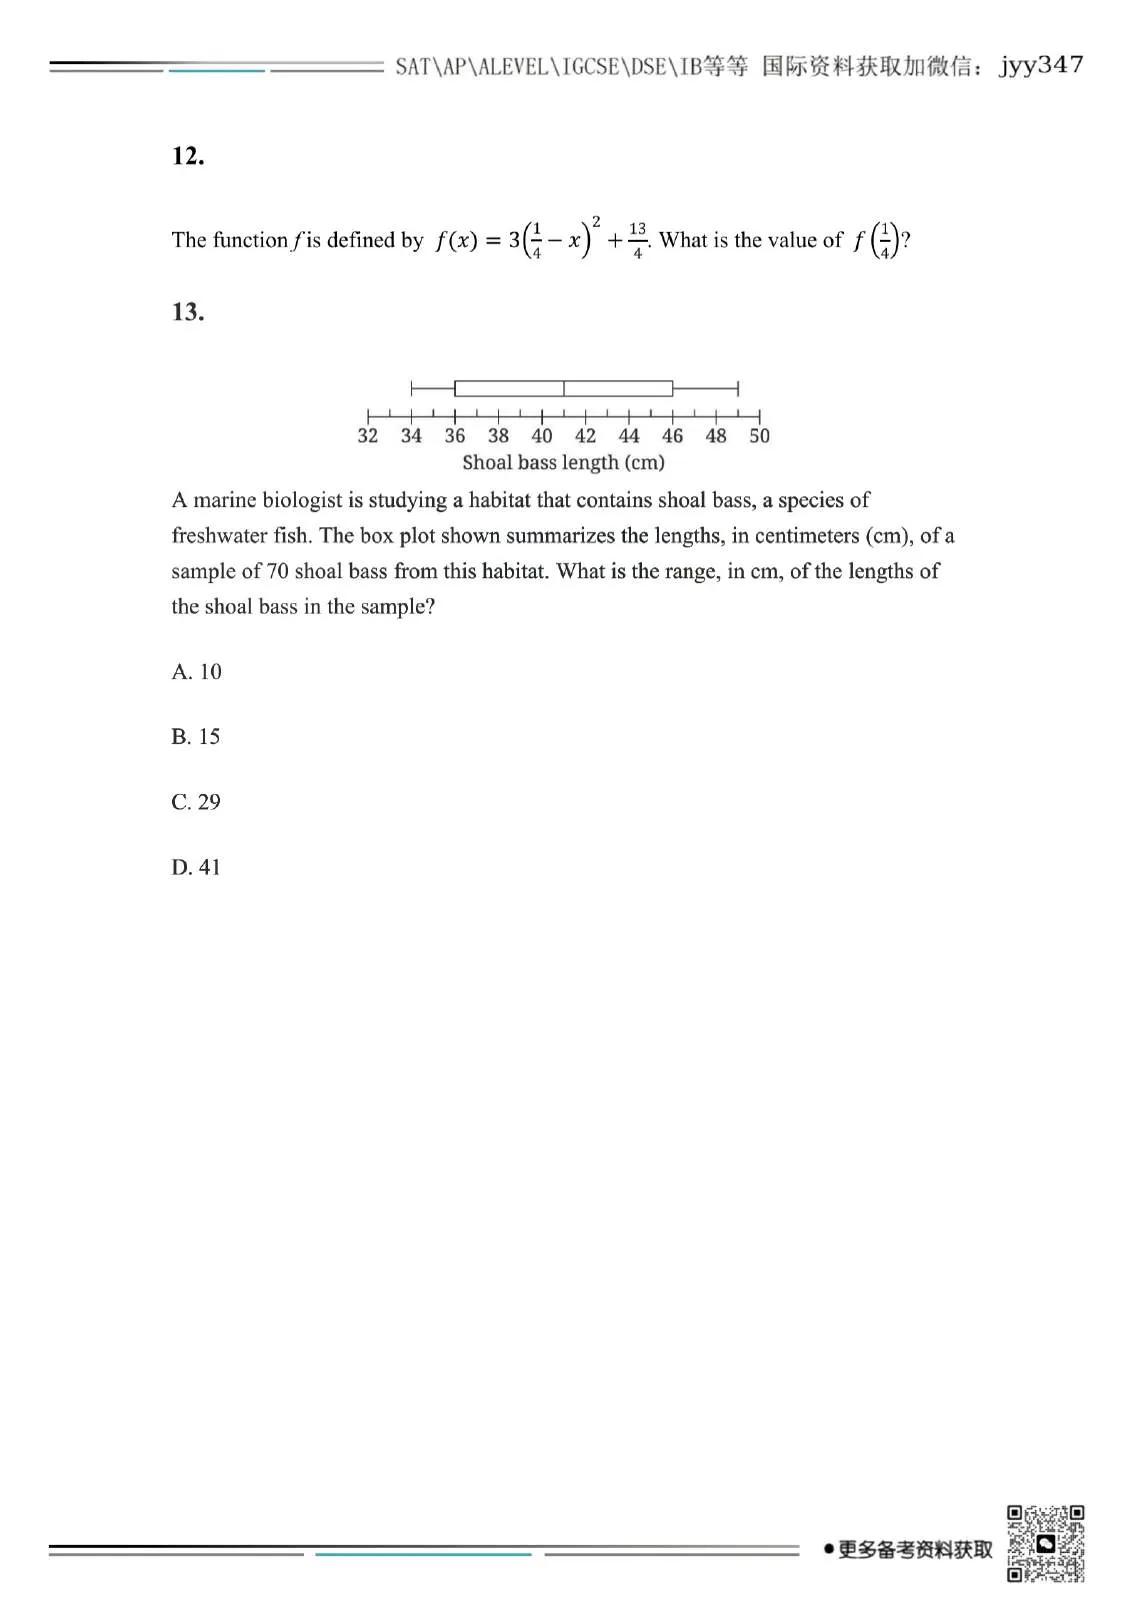 SAT\AP\ALEVEL\IGCSE\DSE\IB等等 国际资料获取加微信：jyy347
12.
The function f is defined by f(x) = 3(1/4 − x)² + 13/4. What is the value of f(1/4)?
13.
32 34 36 38 40 42 44 46 48 50
Shoal bass length (cm)
A marine biologist is studying a habitat that contains shoal bass, a species of
freshwater fish. The box plot shown summarizes the lengths, in centimeters (cm), of a
sample of 70 shoal bass from this habitat. What is the range, in cm, of the lengths of
the shoal bass in the sample?
A. 10
B. 15
C. 29
D. 41
●更多备考资料获取